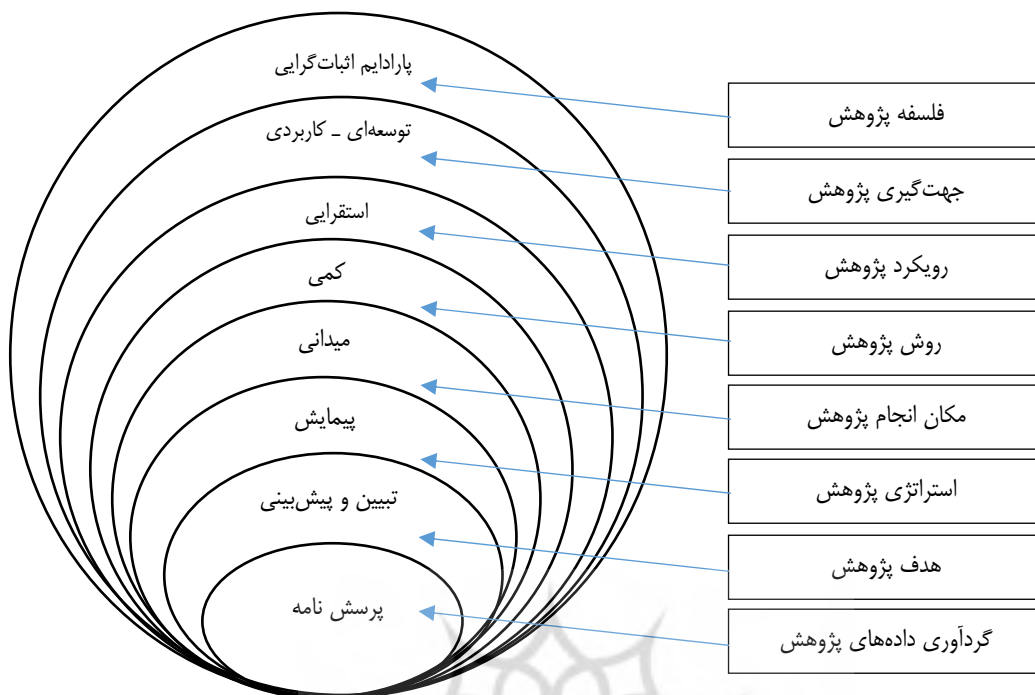 پارادایم اثبات‌گرایی
فلسفه پژوهش
توسعه‌ای ـ کاربردی
جهت‌گیری پژوهش
استقرایی
رویکرد پژوهش
کمی
روش پژوهش
میدانی
مکان انجام پژوهش
پیمایش
استراتژی پژوهش
تبیین و پیش‌بینی
هدف پژوهش
پرسش نامه
گردآوری داده‌های پژوهش